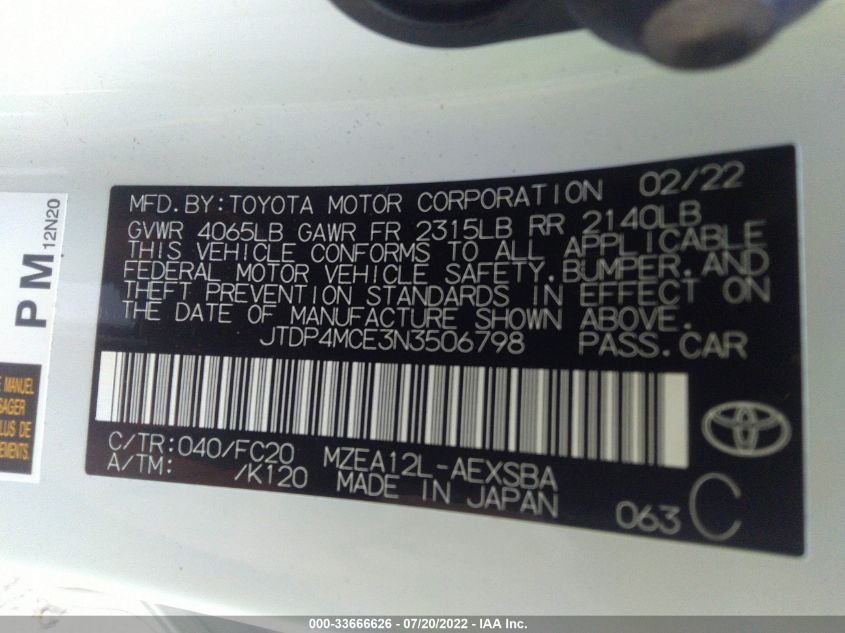 MFD.BY:TOYOTA MOTOR CORPORATION 02/22
GVWR 4065LB GAWR FR 2315LB RR 2140LB
THIS VEHICLE CONFORMS TO ALL APPLICABLE
FEDERAL MOTOR VEHICLE SAFETY,BUMPER,AND
THEFT PREVENTION STANDARDS IN EFFECT ON
THE DATE OF MANUFACTURE SHOWN ABOVE.
JTDP4MCE3N3506798 PASS.CAR
C/TR:040/FC20 MZEA12L-AEXSBA
A/TM: /K120 MADE IN JAPAN
063 C
PM 12N20
MANUEL
SAGER
LUS DE
EMENTS.
000-33666626 - 07/20/2022 - IAA Inc.